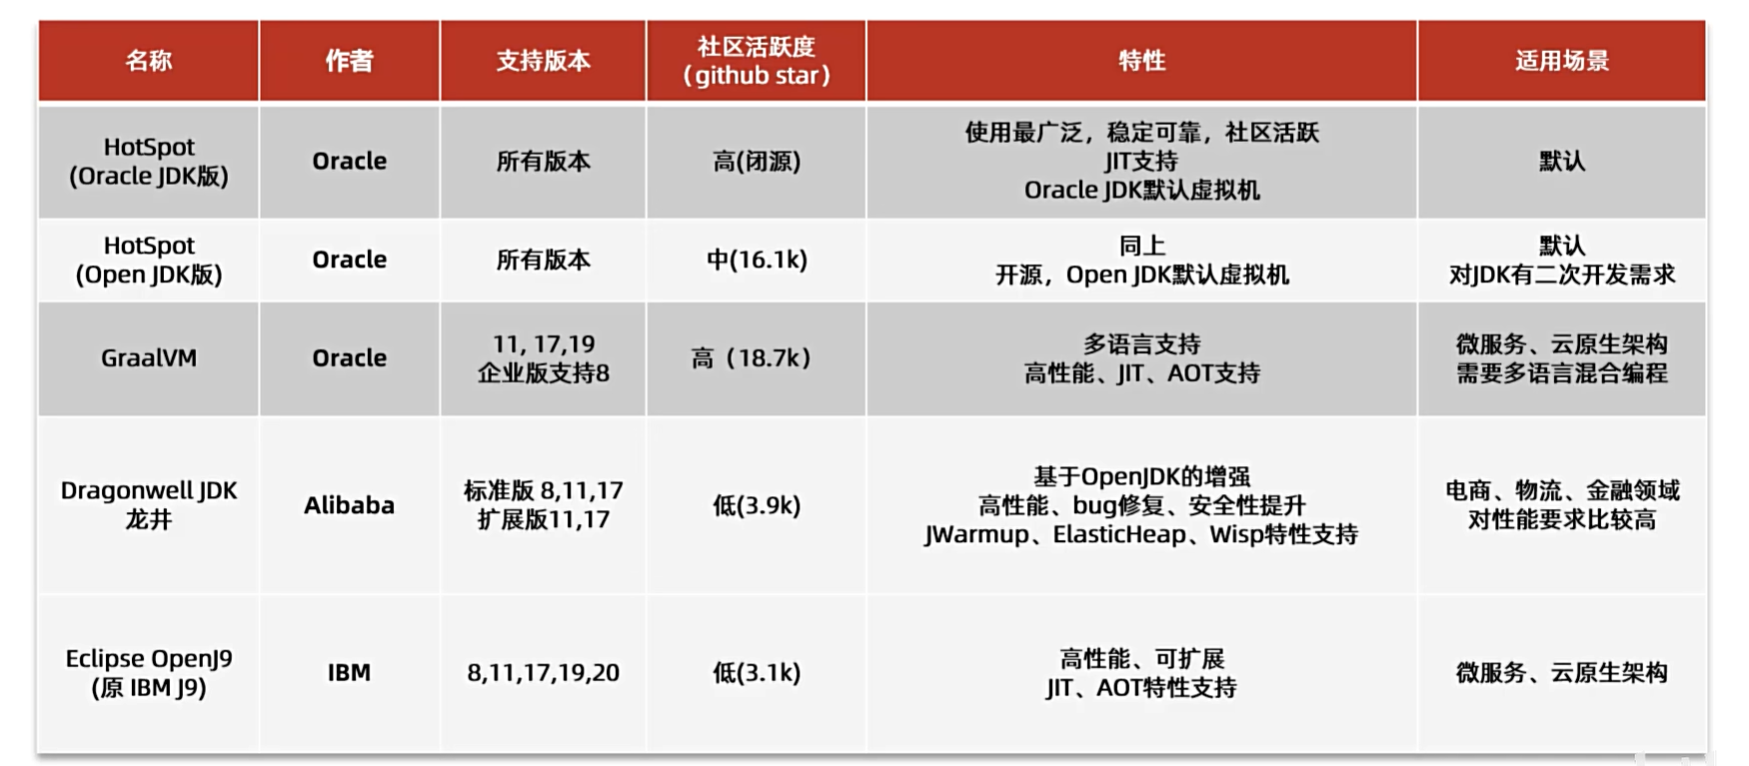 名称
作者
支持版本
社区活跃度
（github star）
特性
适用场景
HotSpot
(Oracle JDK版)
Oracle
所有版本
高(闭源)
使用最广泛，稳定可靠，社区活跃
JIT支持
Oracle JDK默认虚拟机
默认
HotSpot
(Open JDK版)
Oracle
所有版本
中(16.1k)
同上
开源，Open JDK默认虚拟机
默认
对JDK有二次开发需求
GraalVM
Oracle
11, 17,19
企业版支持8
高（18.7k）
多语言支持
高性能、JIT、AOT支持
微服务、云原生架构
需要多语言混合编程
Dragonwell JDK
龙井
Alibaba
标准版 8,11,17
扩展版11,17
低(3.9k)
基于OpenJDK的增强
高性能、bug修复、安全性提升
JWarmup、ElasticHeap、Wisp特性支持
电商、物流、金融领域
对性能要求比较高
Eclipse OpenJ9
(原 IBM J9)
IBM
8,11,17,19,20
低(3.1k)
高性能、可扩展
JIT、AOT特性支持
微服务、云原生架构